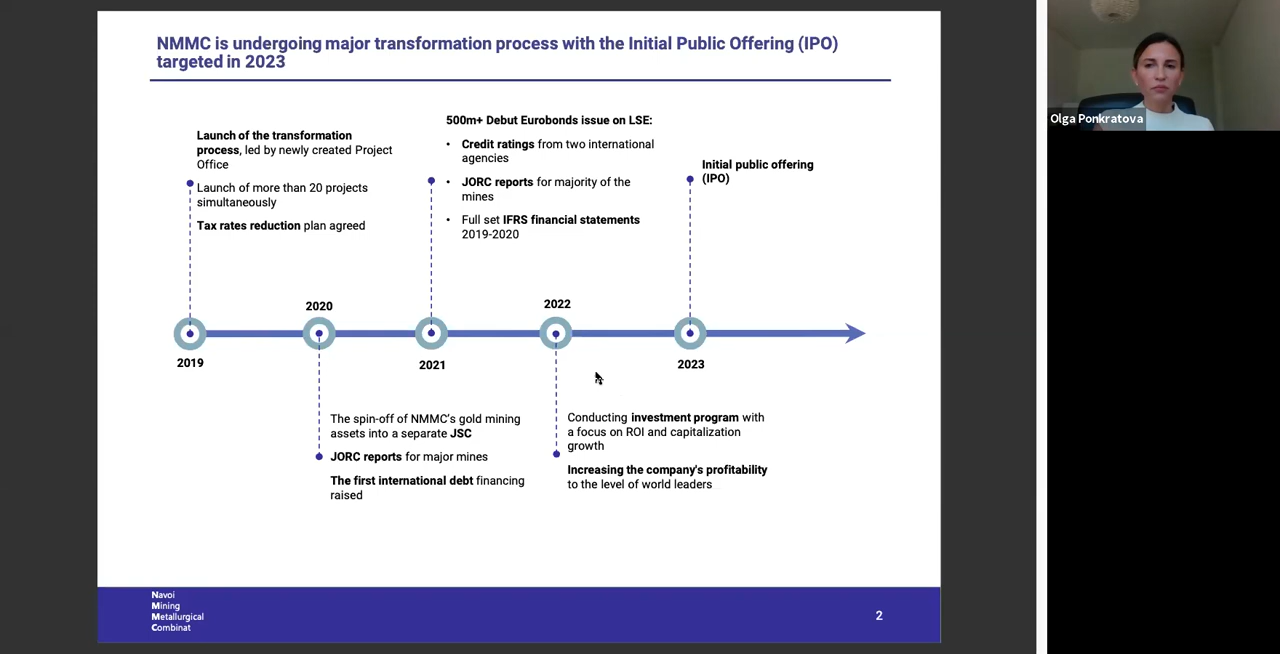 NMMC is undergoing major transformation process with the Initial Public Offering (IPO)
targeted in 2023
Launch of the transformation
process, led by newly created Project
Office
Launch of more than 20 projects
simultaneously
Tax rates reduction plan agreed
500m+ Debut Eurobonds issue on LSE:
• Credit ratings from two international
agencies
• JORC reports for majority of the
mines
• Full set IFRS financial statements
2019-2020
Initial public offering
(IPO)
2019
2020
2021
2022
2023
The spin-off of NMMC's gold mining
assets into a separate JSC
JORC reports for major mines
The first international debt financing
raised
Conducting investment program with
a focus on ROI and capitalization
growth
Increasing the company's profitability
to the level of world leaders
Navoi
Mining
Metallurgical
Combinat
2
Olga Ponkratova